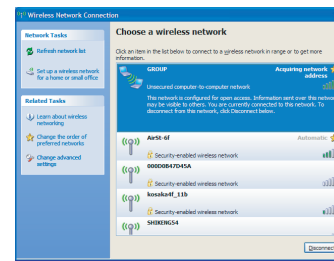 Wireless Network Connection
Network Tasks
Refresh network list
Set up a wireless network
for a home or small office
Related Tasks
Learn about wireless
networking
Change the order of
preferred networks
Change advanced
settings
Choose a wireless network
Click an item in the list below to connect to a wireless network in range or to get more
information.
GROUP
Acquiring network
address
Unsecured computer-to-computer network
This network is configured for open access. Information sent over this network
may be visible to others. You are currently connected to this network. To
disconnect from this network, click Disconnect below.
AirSt-6f
Automatic
Security-enabled wireless network
000D0B47D45A
Security-enabled wireless network
kosaka4f_11b
Security-enabled wireless network
SHIKENG54
Disconnect